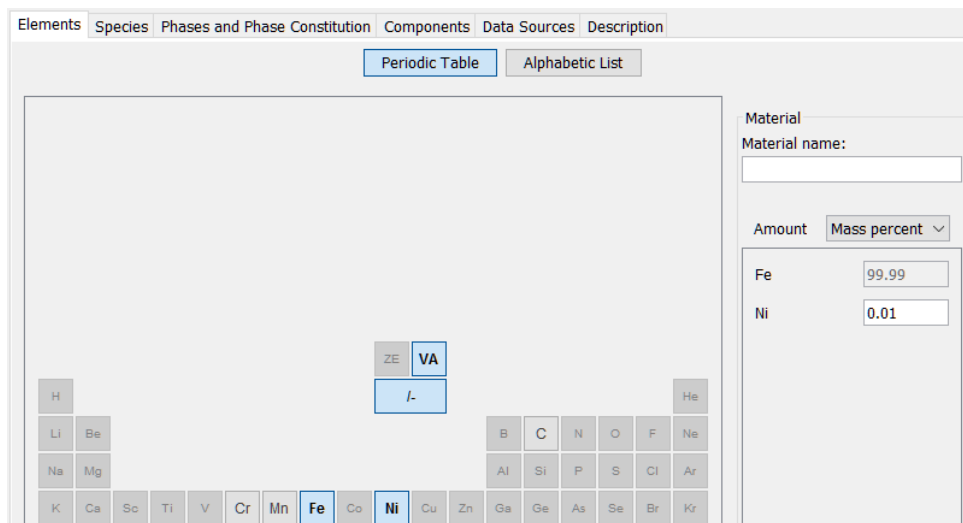 Elements Species Phases and Phase Constitution Components Data Sources Description
Periodic Table Alphabetic List
Material
Material name:
Amount Mass percent
Fe 99.99
Ni 0.01
ZE VA
/-
H He
Li Be B C N O F Ne
Na Mg Al Si P S Cl Ar
K Ca Sc Ti V Cr Mn Fe Co Ni Cu Zn Ga Ge As Se Br Kr